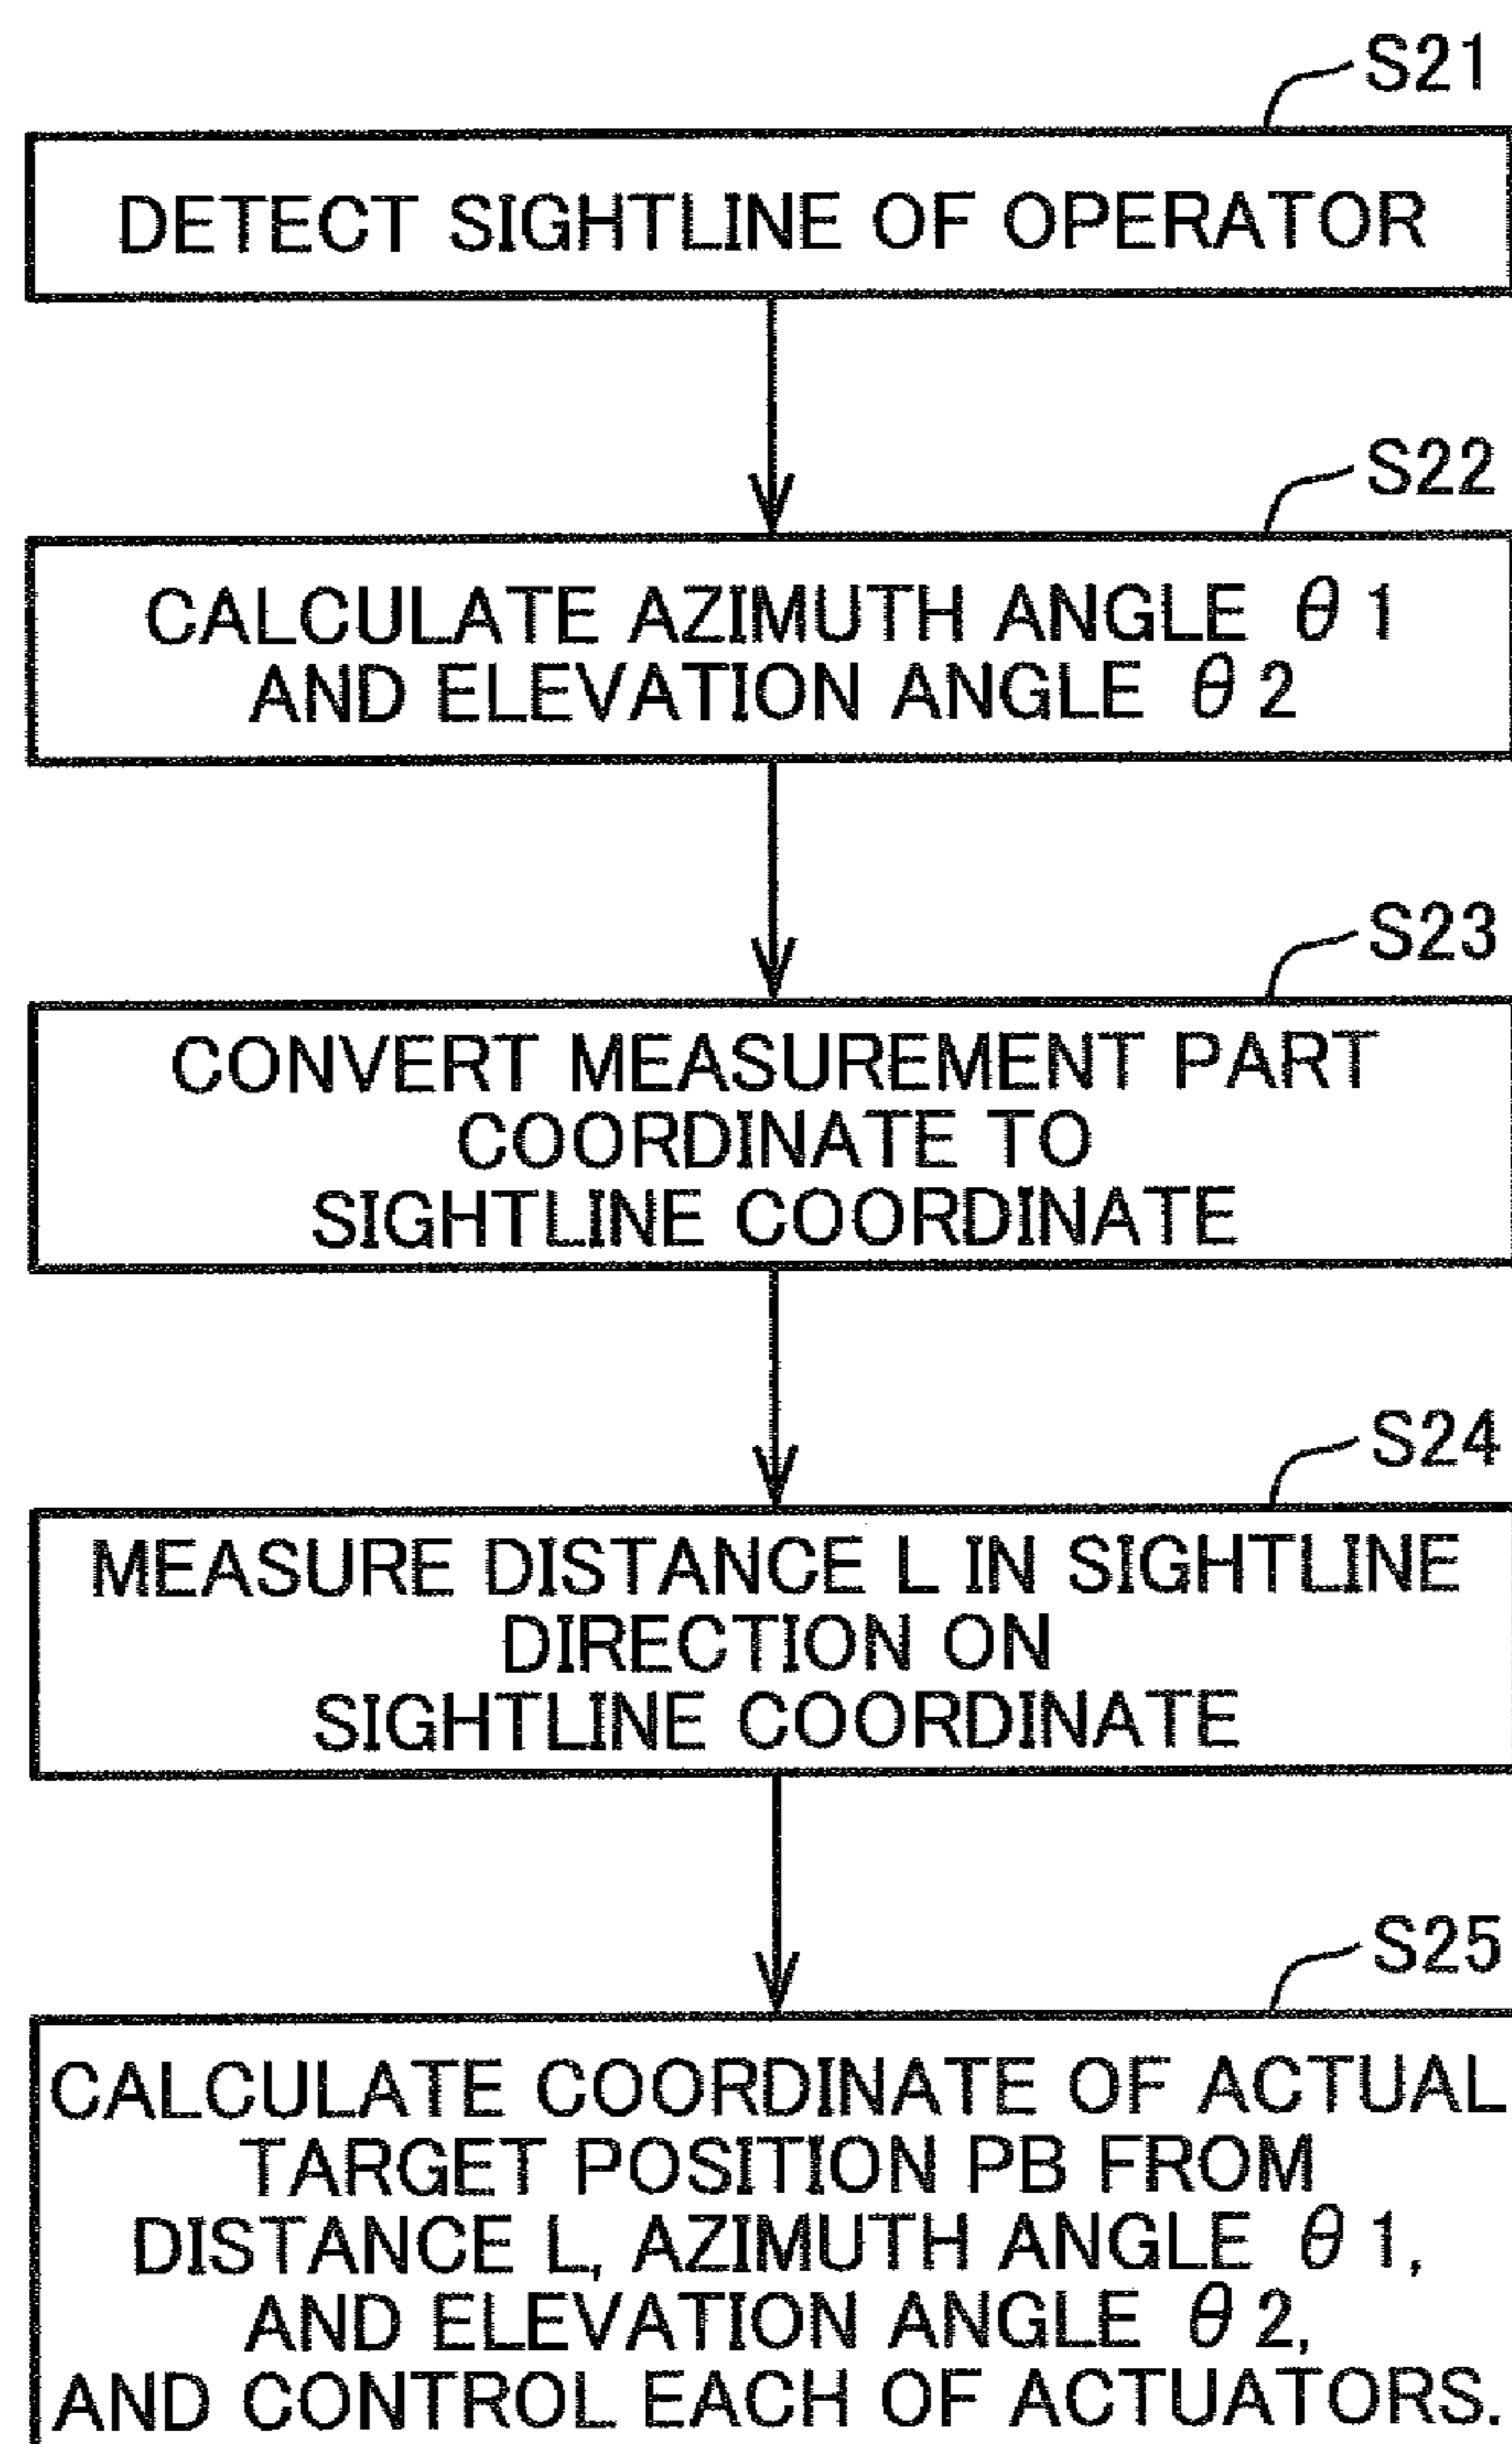 S21
DETECT SIGHTLINE OF OPERATOR
S22
CALCULATE AZIMUTH ANGLE θ1
AND ELEVATION ANGLE θ2
S23
CONVERT MEASUREMENT PART
COORDINATE TO
SIGHTLINE COORDINATE
S24
MEASURE DISTANCE L IN SIGHTLINE
DIRECTION ON
SIGHTLINE COORDINATE
S25
CALCULATE COORDINATE OF ACTUAL
TARGET POSITION PB FROM
DISTANCE L, AZIMUTH ANGLE θ1,
AND ELEVATION ANGLE θ2,
AND CONTROL EACH OF ACTUATORS.